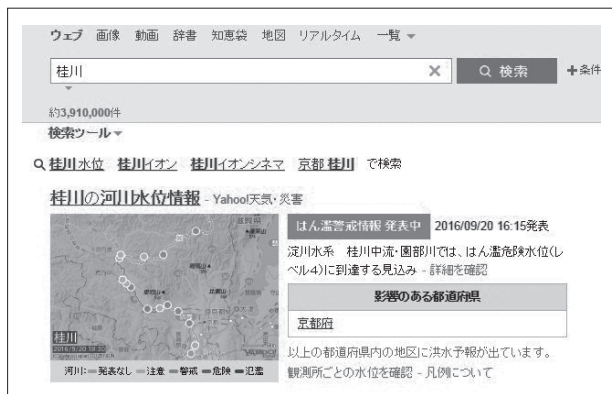 ウェブ 画像 動画 辞書 知恵袋 地図 リアルタイム 一覧
桂川 × 検索 +条件
約3,910,000件
検索ツール
桂川水位 桂川イオン 桂川イオンシネマ 京都 桂川 で検索
桂川の河川水位情報 - Yahoo!天気・災害
はん濫警戒情報 発表中 2016/09/20 16:15発表
淀川水系 桂川中流・園部川では、はん濫危険水位(レ
ベル4)に到達する見込み - 詳細を確認
影響のある都道府県
京都府
以上の都道府県内の地区に洪水予報が出ています。
観測所ごとの水位を確認 - 凡例について
桂川
河川:発表なし 注意 警戒 危険 氾濫